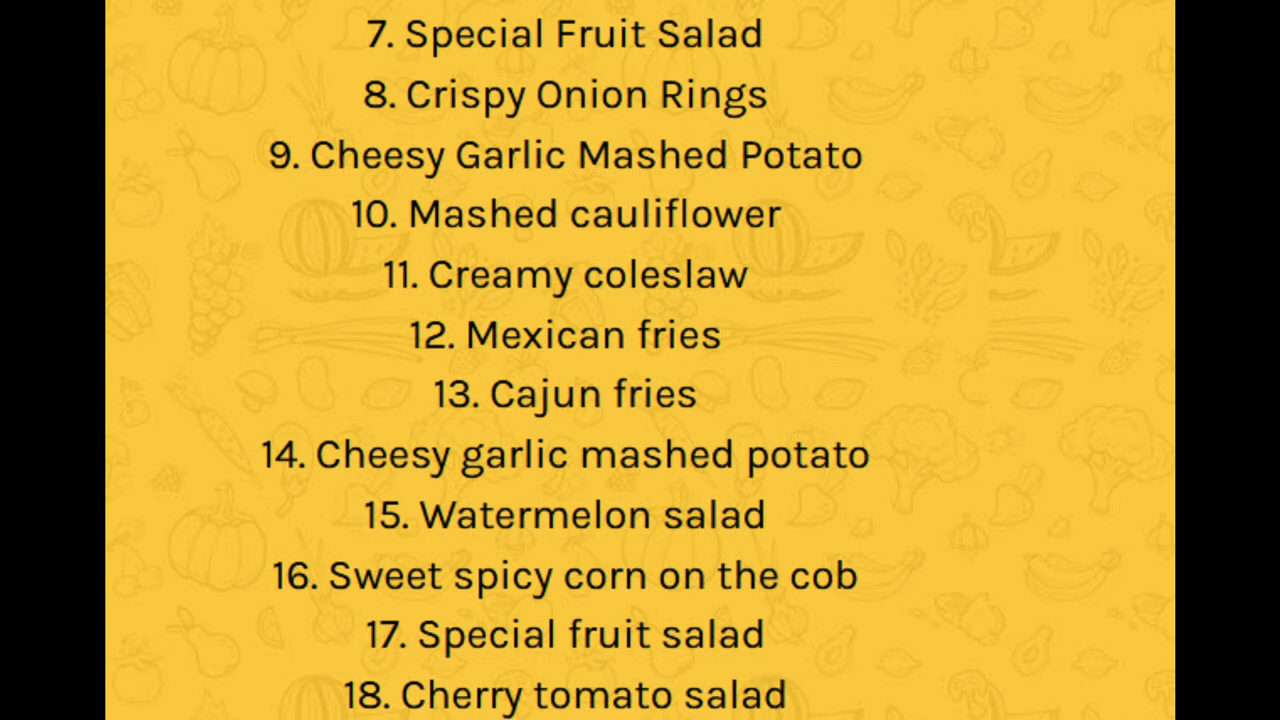 7. Special Fruit Salad
8. Crispy Onion Rings
9. Cheesy Garlic Mashed Potato
10. Mashed cauliflower
11. Creamy coleslaw
12. Mexican fries
13. Cajun fries
14. Cheesy garlic mashed potato
15. Watermelon salad
16. Sweet spicy corn on the cob
17. Special fruit salad
18. Cherry tomato salad